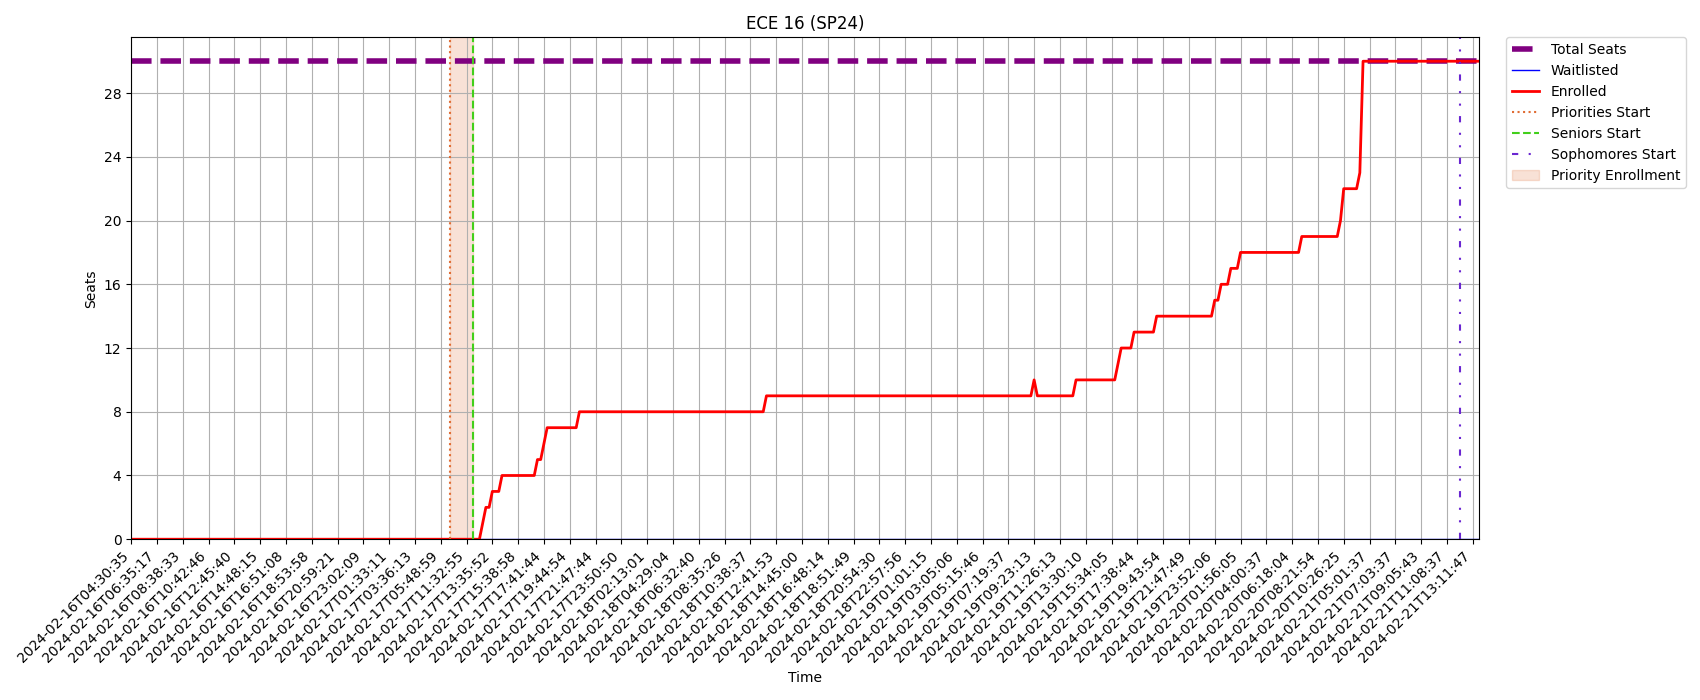 ECE 16 (SP24)
Total Seats
Waitlisted
Enrolled
Priorities Start
Seniors Start
Sophomores Start
Priority Enrollment
Seats
28
24
20
16
12
8
4
0
2024-02-16T04:30:35
2024-02-16T06:35:17
2024-02-16T08:38:33
2024-02-16T10:42:46
2024-02-16T12:45:40
2024-02-16T14:48:15
2024-02-16T16:51:08
2024-02-16T18:53:58
2024-02-16T20:59:21
2024-02-16T23:02:09
2024-02-17T01:33:11
2024-02-17T03:36:13
2024-02-17T05:48:59
2024-02-17T11:32:55
2024-02-17T13:35:52
2024-02-17T15:38:58
2024-02-17T17:41:44
2024-02-17T19:44:54
2024-02-17T21:47:44
2024-02-17T23:50:50
2024-02-18T02:13:01
2024-02-18T04:29:04
2024-02-18T06:32:40
2024-02-18T08:35:26
2024-02-18T10:38:37
2024-02-18T12:41:53
2024-02-18T14:45:00
2024-02-18T16:48:14
2024-02-18T18:51:49
2024-02-18T20:54:30
2024-02-18T22:57:56
2024-02-19T01:01:15
2024-02-19T03:05:06
2024-02-19T05:15:46
2024-02-19T07:19:37
2024-02-19T09:23:13
2024-02-19T11:26:13
2024-02-19T13:30:10
2024-02-19T15:34:05
2024-02-19T17:38:44
2024-02-19T19:43:54
2024-02-19T21:47:49
2024-02-19T23:52:06
2024-02-20T01:56:05
2024-02-20T04:00:37
2024-02-20T06:18:04
2024-02-20T08:21:54
2024-02-20T10:26:25
2024-02-21T05:01:37
2024-02-21T07:03:37
2024-02-21T09:05:43
2024-02-21T11:08:37
2024-02-21T13:11:47
Time